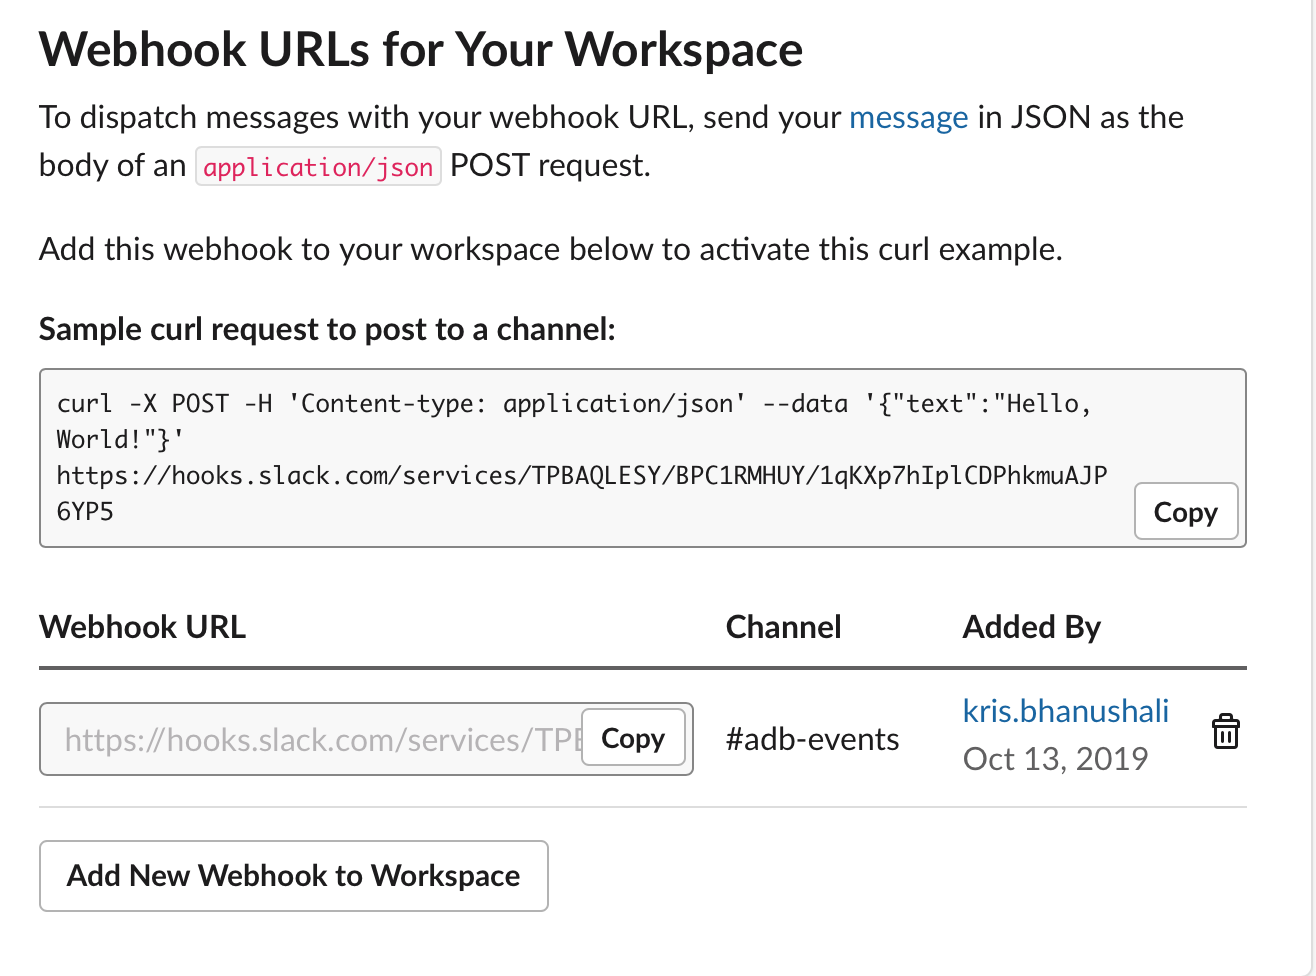 Webhook URLs for Your Workspace
To dispatch messages with your webhook URL, send your message in JSON as the
body of an application/json POST request.
Add this webhook to your workspace below to activate this curl example.
Sample curl request to post to a channel:
curl -X POST -H 'Content-type: application/json' --data '{"text":"Hello,
World!"}'
https://hooks.slack.com/services/TPBAQLESY/BPC1RMHUY/1qKXp7hIplCDPhkmuAJP
6YP5
Copy
Webhook URL Channel Added By
https://hooks.slack.com/services/TPB Copy #adb-events kris.bhanushali
Oct 13, 2019
Add New Webhook to Workspace